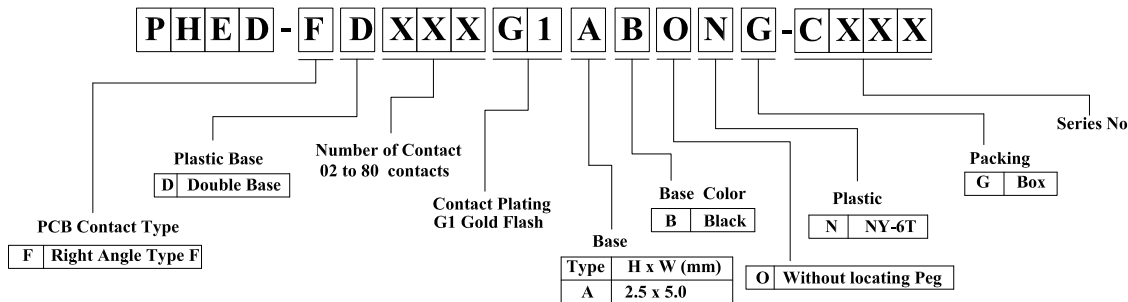 PHED-FDXXXG1ABONG-CXXX
Series No
Number of Contact
02 to 80 contacts
Plastic Base
D Double Base
Packing
G Box
Base Color
B Black
Plastic
N NY-6T
Contact Plating
G1 Gold Flash
PCB Contact Type
F Right Angle Type F
Base
Type H x W (mm)
A 2.5 x 5.0
O Without locating Peg